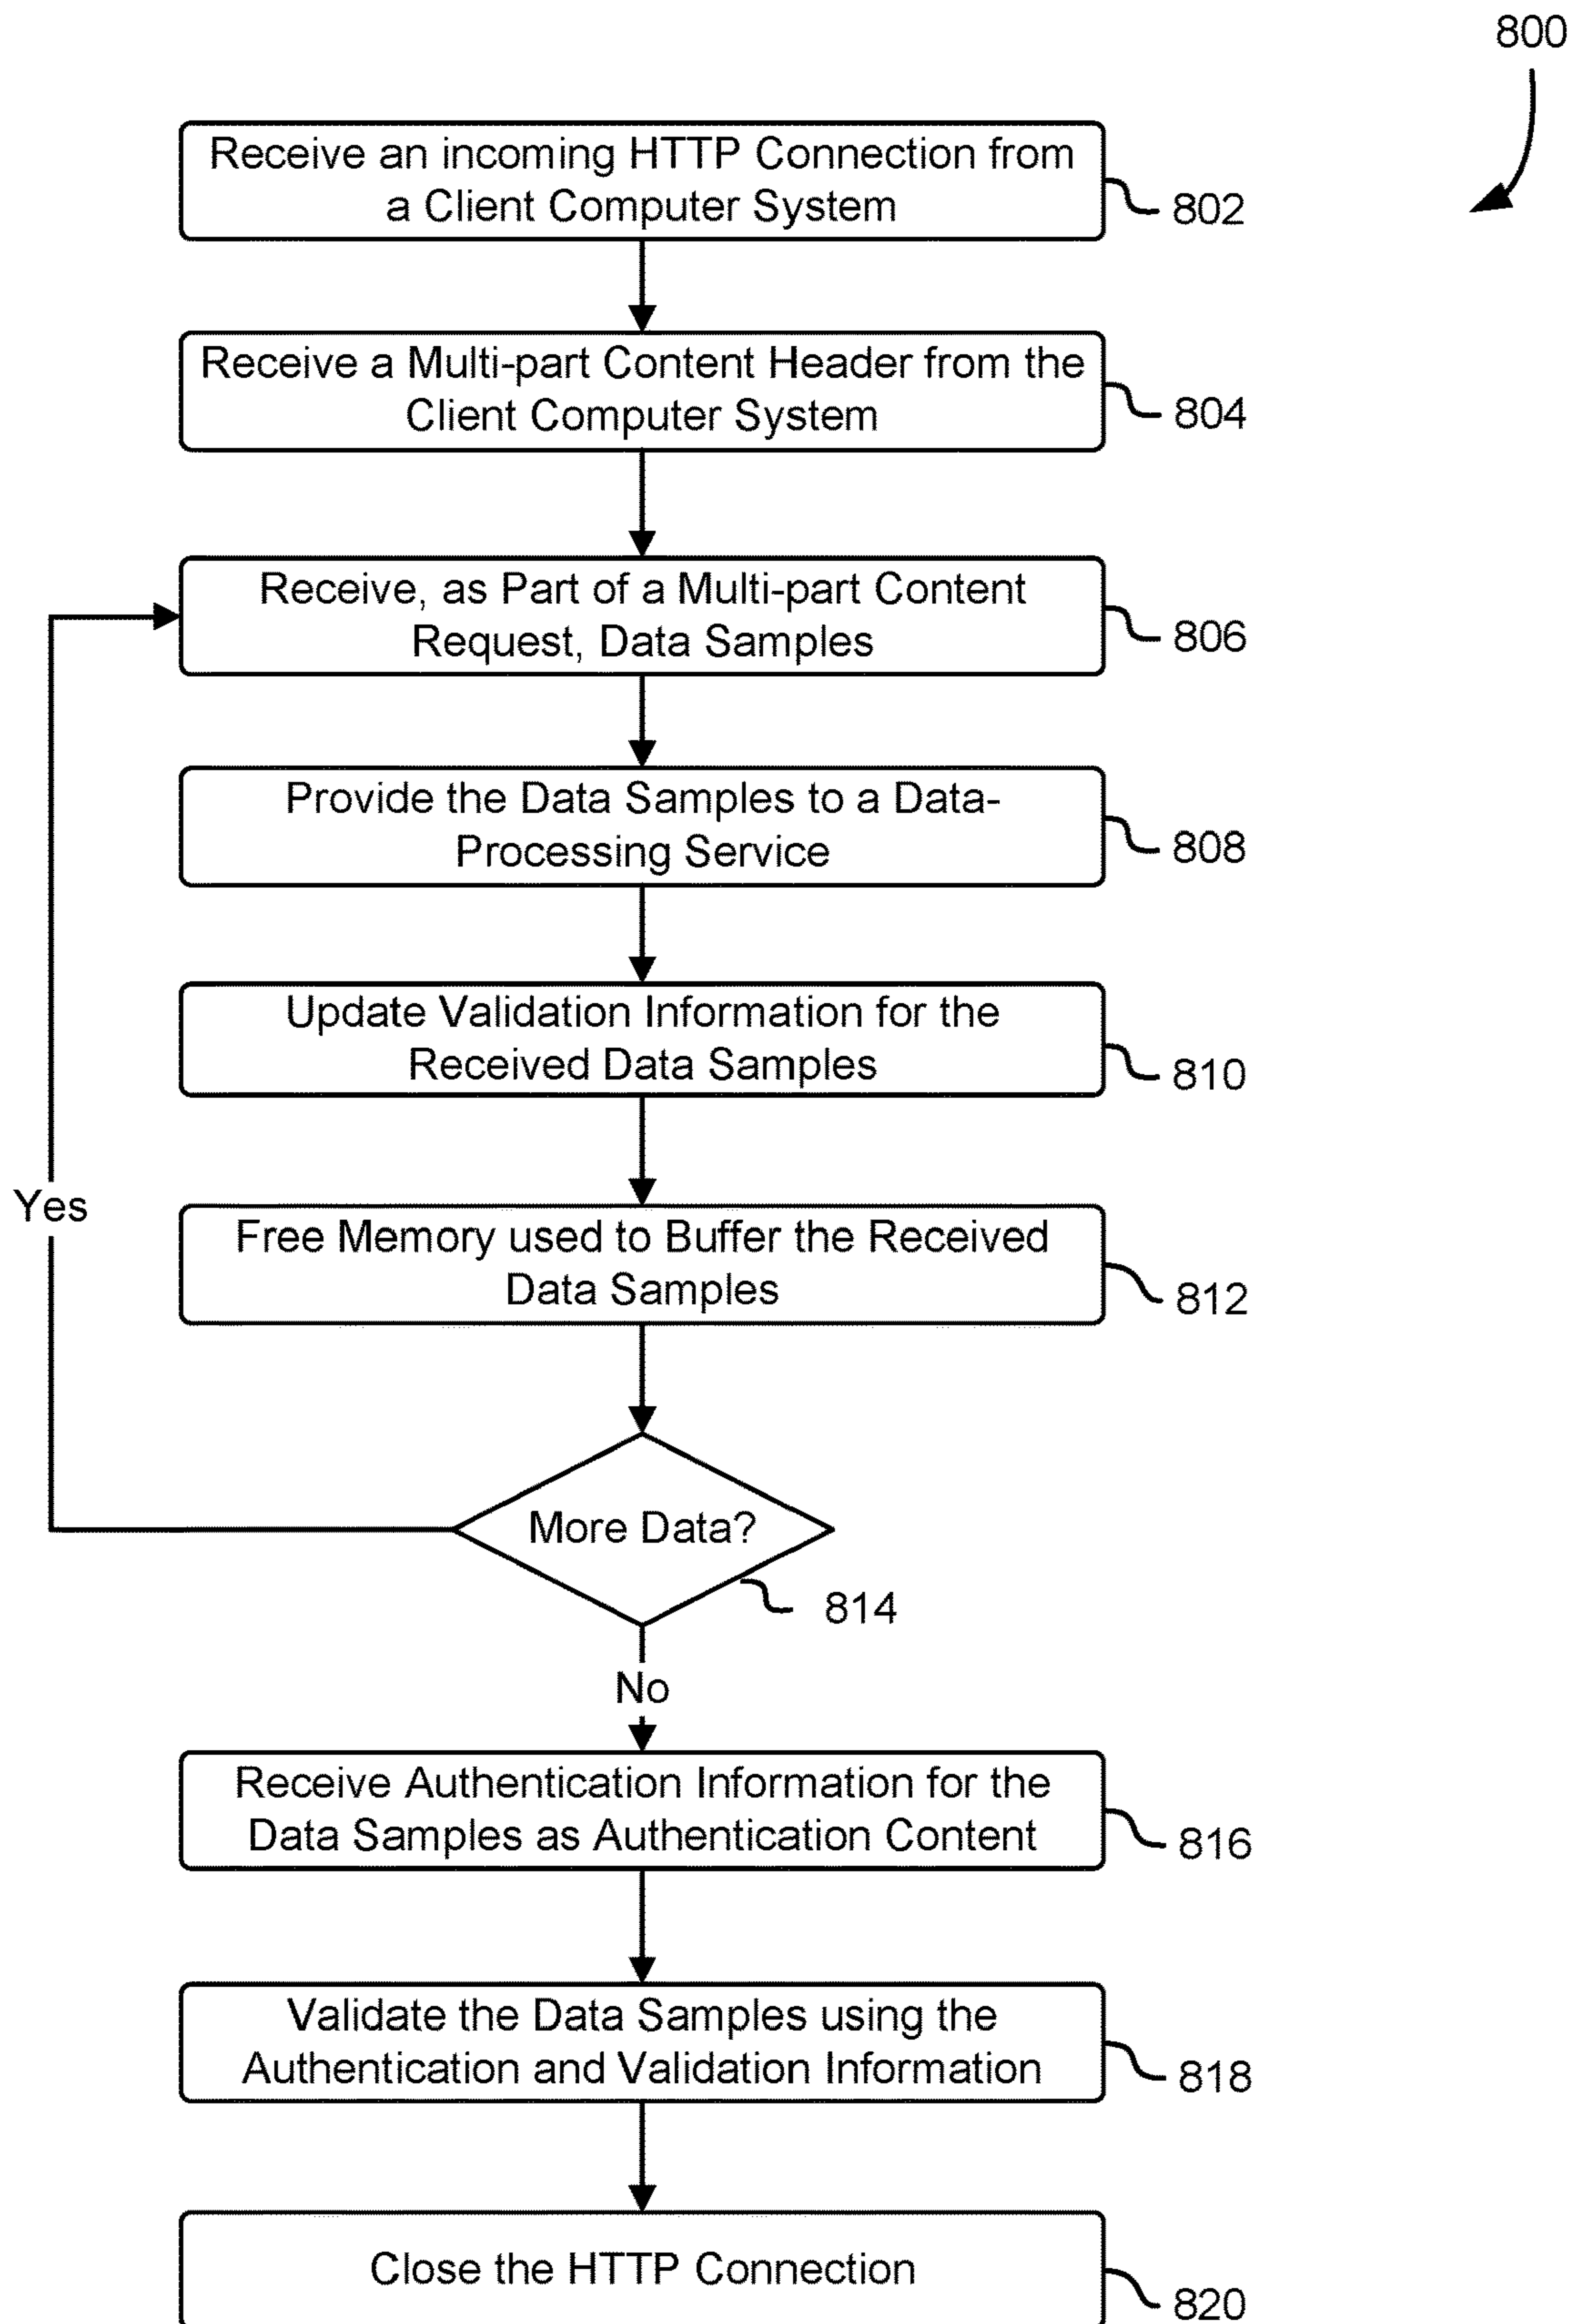 800
Receive an incoming HTTP Connection from
a Client Computer System
802
Receive a Multi-part Content Header from the
Client Computer System
804
Receive, as Part of a Multi-part Content
Request, Data Samples
806
Provide the Data Samples to a Data-
Processing Service
808
Update Validation Information for the
Received Data Samples
810
Yes
Free Memory used to Buffer the Received
Data Samples
812
More Data?
814
No
Receive Authentication Information for the
Data Samples as Authentication Content
816
Validate the Data Samples using the
Authentication and Validation Information
818
Close the HTTP Connection
820